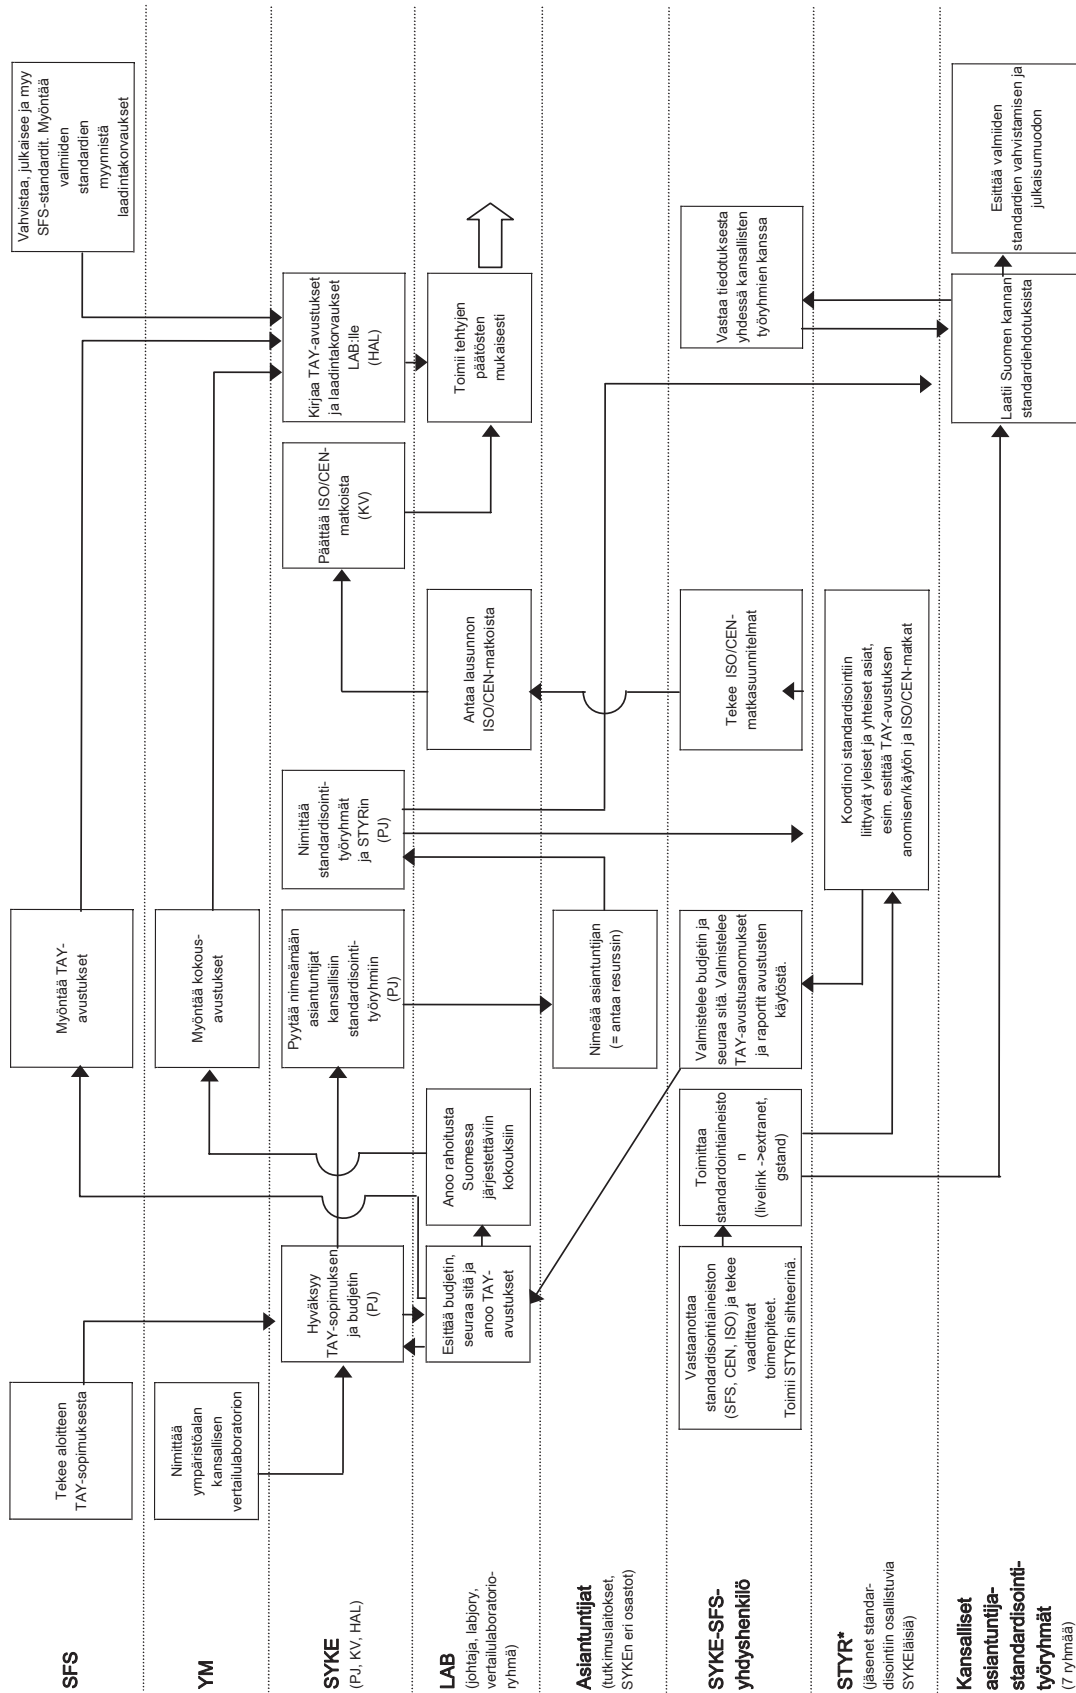 SFS
Tekee aloitteen
TAY-sopimuksesta
Myöntää TAY-
avustukset
Vahvistaa, julkaisee ja myy
SFS-standardit. Myöntää
valmiiden
standardien
myynnistä
laadintakorvaukset
YM
Nimittää
ympäristöalan
kansallisen
vertailulaboratorion
Myöntää kokous-
avustukset
SYKE
(PJ, KV, HAL)
Hyväksyy
TAY-sopimuksen
ja budjetin
(PJ)
Pyytää nimeämään
asiantuntijat
kansallisiin
standardisointi-
työryhmiin
(PJ)
Nimittää
standardisointi-
työryhmät
ja STYRin
(PJ)
Päättää ISO/CEN-
matkoista
(KV)
Kirjaa TAY-avustukset
ja laadintakorvaukset
LAB:lle
(HAL)
LAB
(johtaja, labjory,
vertailulaboratorio-
ryhmä)
Esittää budjetin,
seuraa sitä ja
anoo TAY-
avustukset
Anoo rahoitusta
Suomessa
järjestettäviin
kokouksiin
Antaa lausunnon
ISO/CEN-matkoista
Toimii tehtyjen
päätösten
mukaisesti
Asiantuntijat
(tutkimuslaitokset,
SYKEn eri osastot)
Nimeää asiantuntijan
(= antaa resurssin)
SYKE-SFS-
yhdyshenkilö
Vastaanottaa
standardisointiaineiston
(SFS, CEN, ISO) ja tekee
vaadittavat
toimenpiteet.
Toimii STYRin sihteerinä.
Toimittaa
standardointiaineisto
n
(livelink ->extranet,
gstand)
Valmistelee budjetin ja
seuraa sitä. Valmistelee
TAY-avustusanomukset
ja raportit avustusten
käytöstä.
Tekee ISO/CEN-
matkasuunnitelmat
Vastaa tiedotuksesta
yhdessä kansallisten
työryhmien kanssa
STYR*
(jäsenet standar-
disointiin osallistuvia
SYKEläisiä)
Koordinoi standardisointiin
liittyvät yleiset ja yhteiset asiat,
esim. esittää TAY-avustuksen
anomisen/käytön ja ISO/CEN-matkat
Kansalliset
asiantuntija-
standardisointi-
työryhmät
(7 ryhmää)
Laatii Suomen kannan
standardiehdotuksista
Esittää valmiiden
standardien vahvistamisen ja
julkaisumuodon